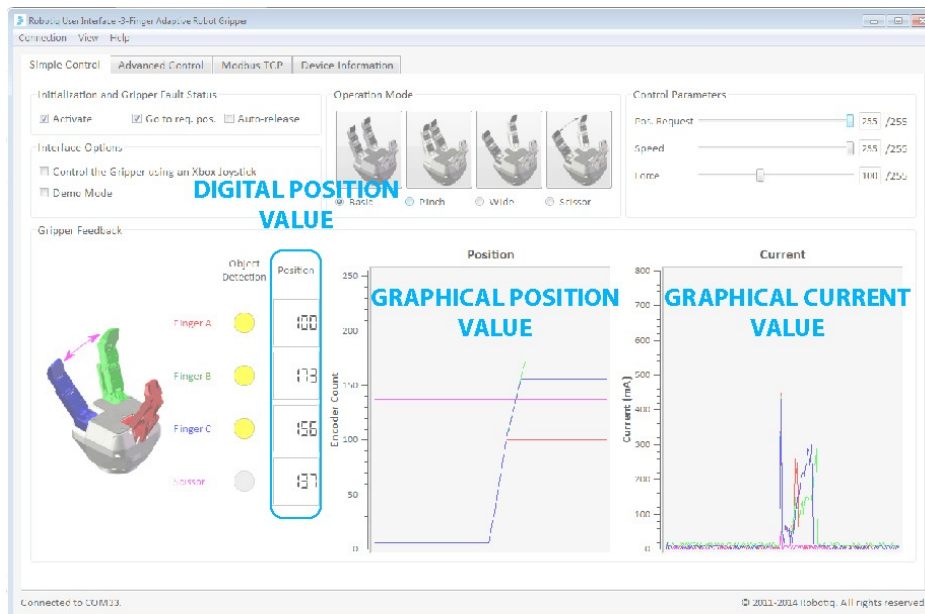 Robotiq User Interface -3-Finger Adaptive Robot Gripper
Connection View Help
Simple Control Advanced Control Modbus TCP Device Information
Initialization and Gripper Fault Status
Activate Go to req. pos. Auto-release
Interface Options
Control the Gripper using an Xbox Joystick
Demo Mode
Operation Mode
Basic Pinch Wide Scissor
Control Parameters
Pos. Request 255 /255
Speed 255 /255
Force 100 /255
DIGITAL POSITION
VALUE
Gripper Feedback
Object
Detection
Position
Finger A 100
Finger B 173
Finger C 156
Scissor 137
Position
GRAPHICAL POSITION
VALUE
Encoder Count
250
200
150
100
50
0
Current
GRAPHICAL CURRENT
VALUE
Current (mA)
800
700
600
500
400
300
200
100
0
Connected to COM33.
© 2011-2014 Robotiq. All rights reserved